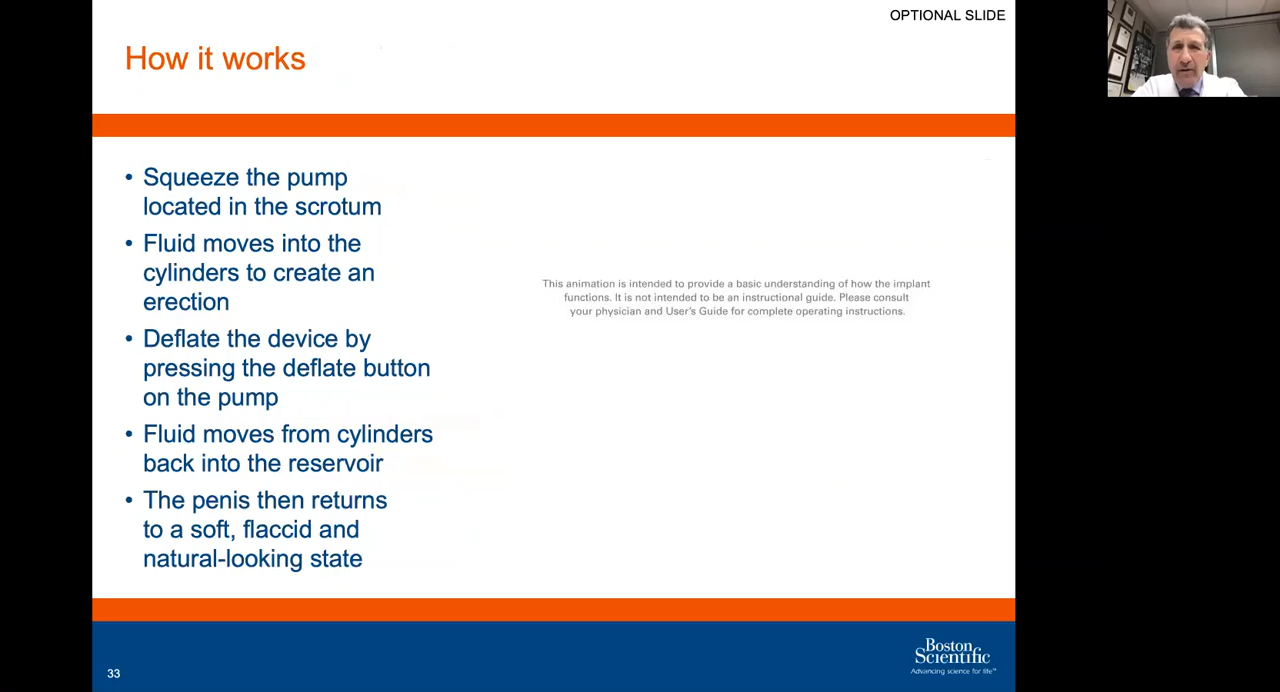 OPTIONAL SLIDE
How it works
• Squeeze the pump
located in the scrotum
• Fluid moves into the
cylinders to create an
erection
• Deflate the device by
pressing the deflate button
on the pump
• Fluid moves from cylinders
back into the reservoir
• The penis then returns
to a soft, flaccid and
natural-looking state
This animation is intended to provide a basic understanding of how the implant
functions. It is not intended to be an instructional guide. Please consult
your physician and User's Guide for complete operating instructions.
33
Boston
Scientific
Advancing science for life™